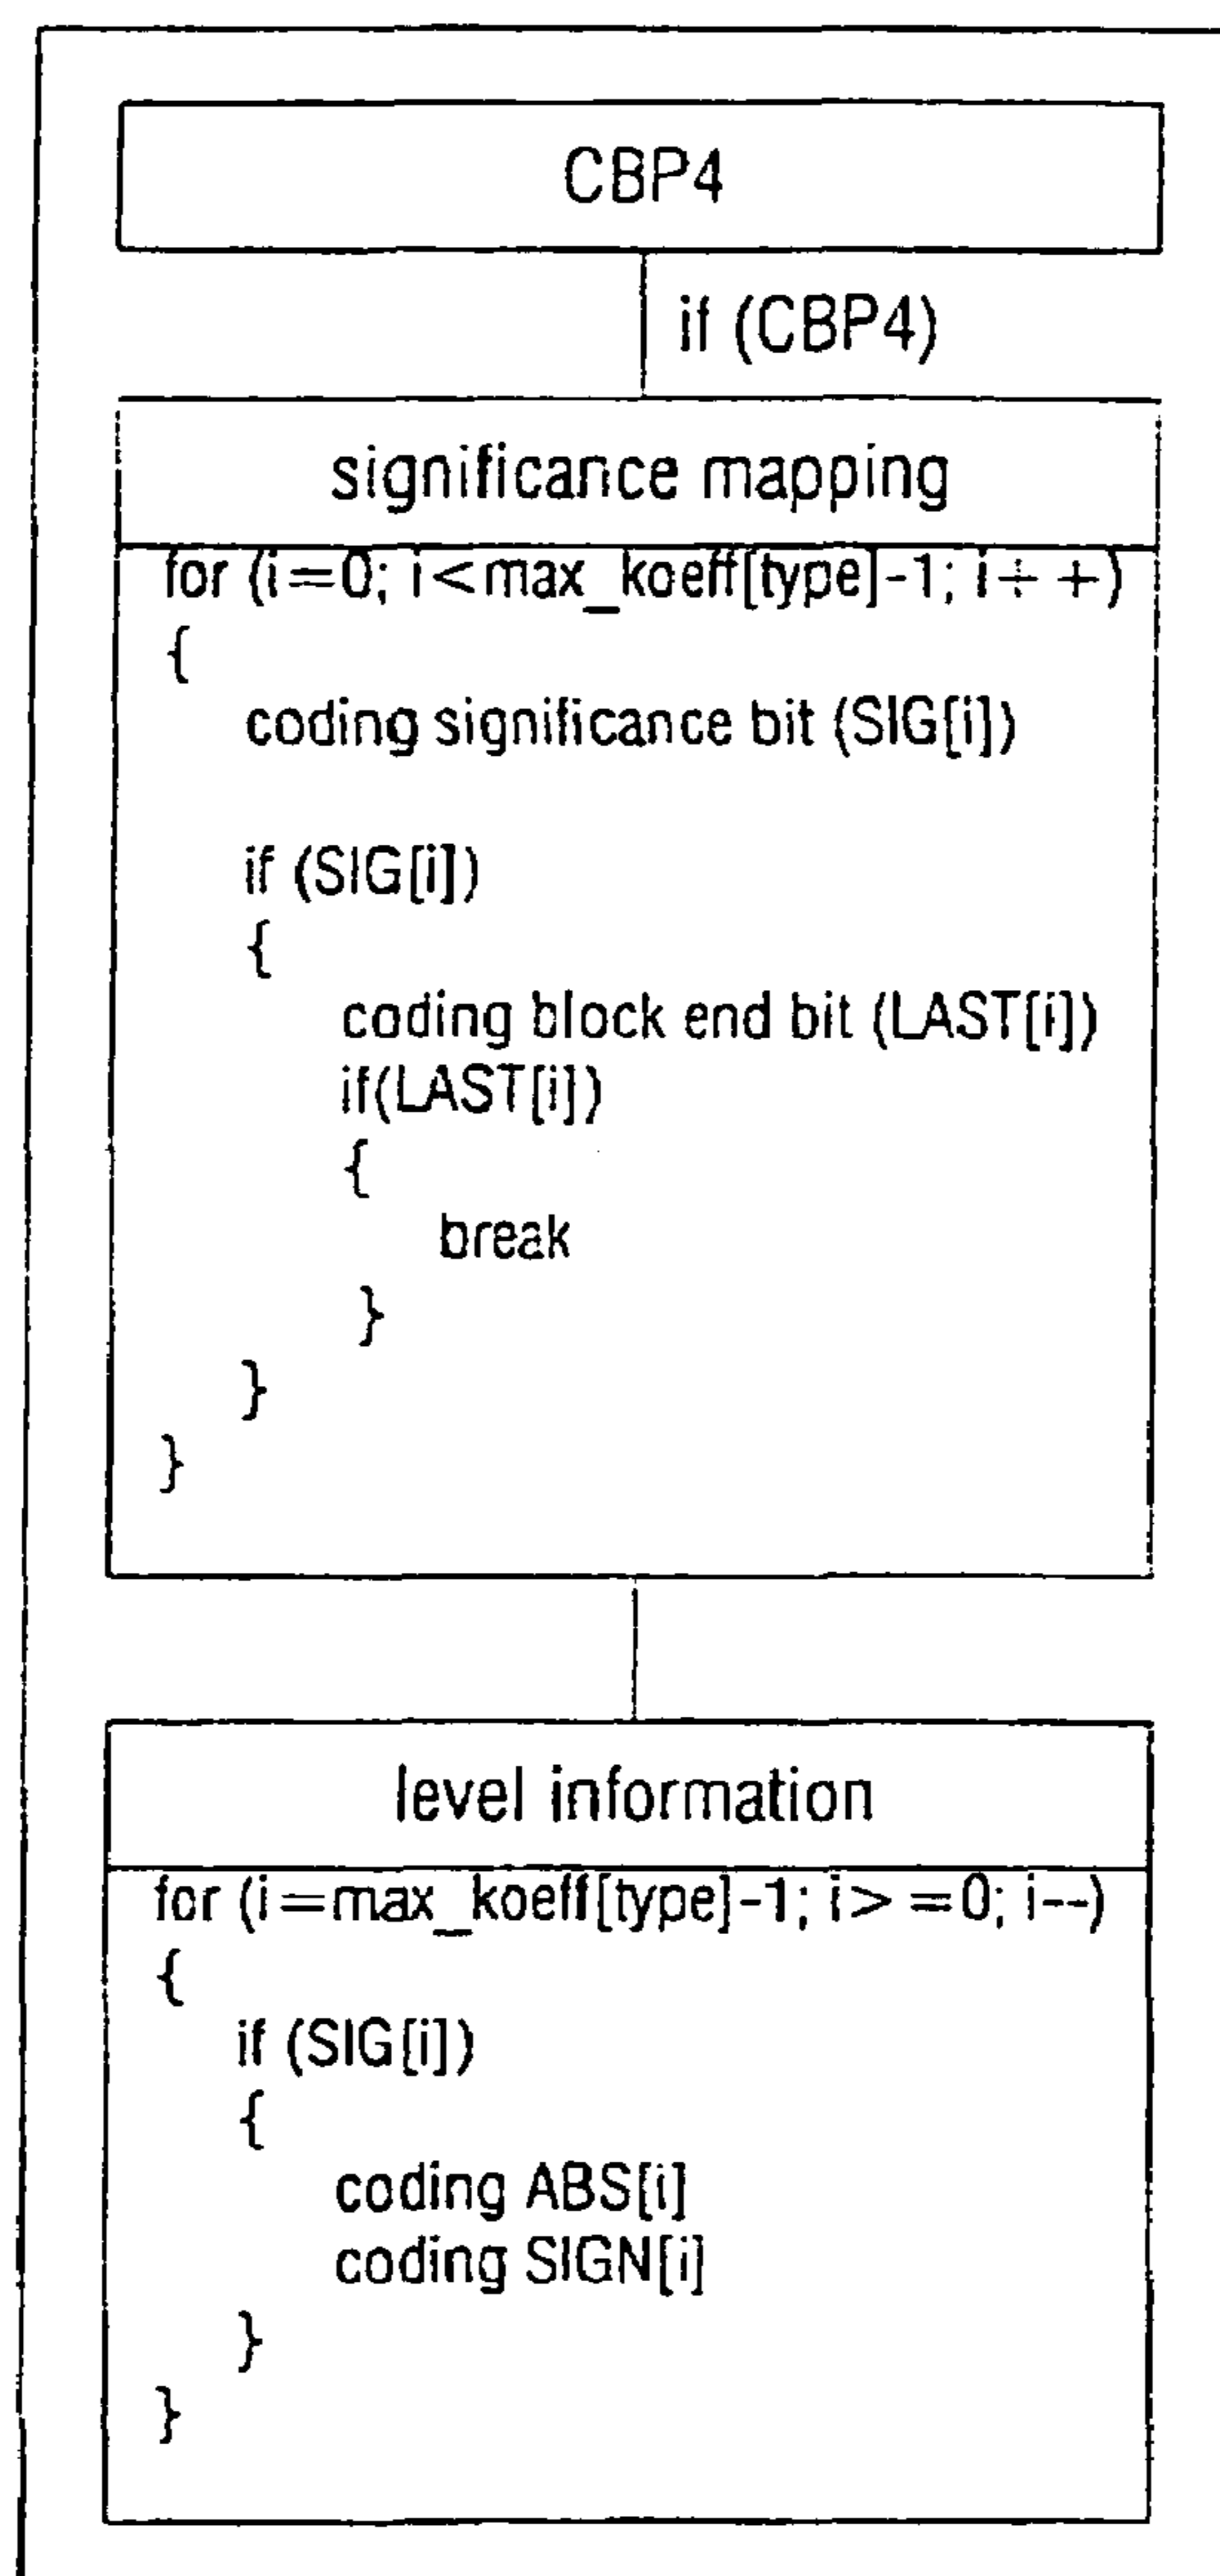 CBP4
if (CBP4)
significance mapping
for (i=0; i<max_koeff[type]-1; i++)
{
coding significance bit (SIG[i])
if (SIG[i])
{
coding block end bit (LAST[i])
if(LAST[i])
{
break
}
}
}
level information
for (i=max_koeff[type]-1; i>=0; i--)
{
if (SIG[i])
{
coding ABS[i]
coding SIGN[i]
}
}